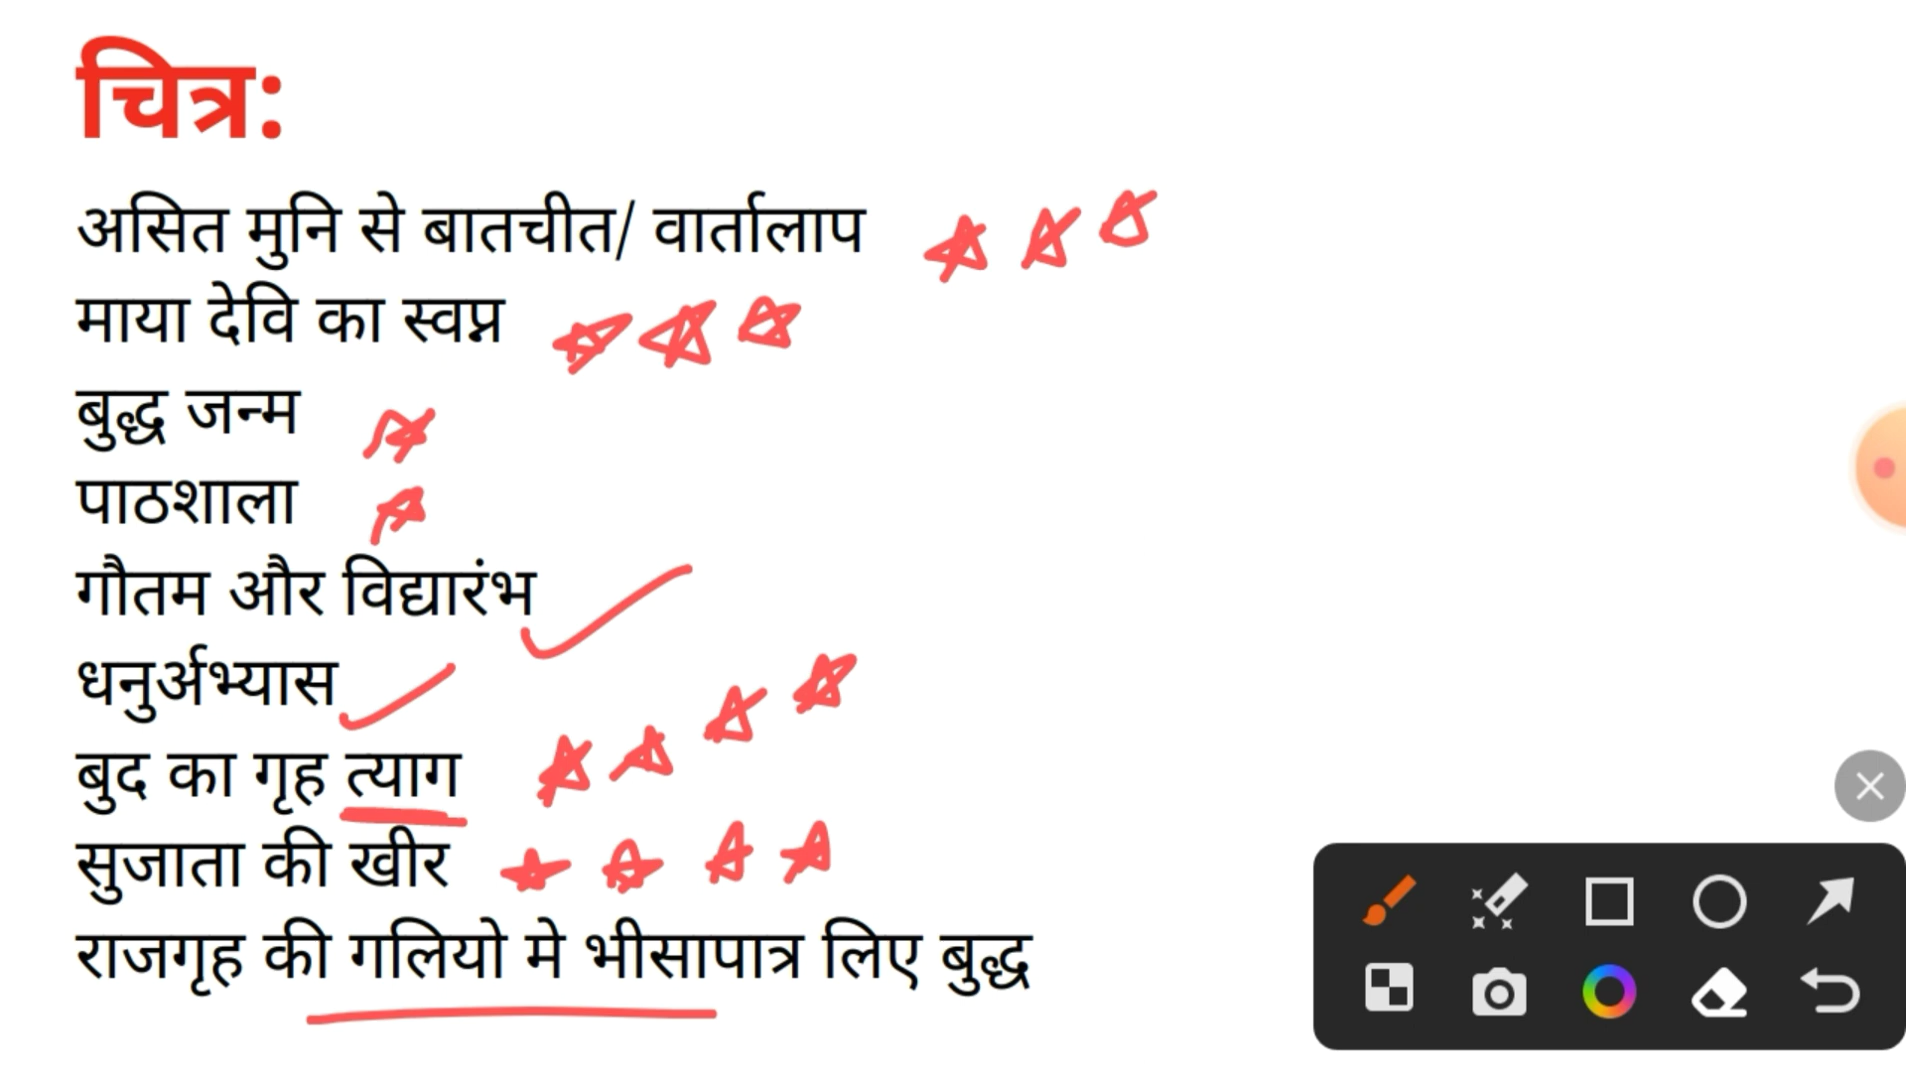 चित्र:
असित मुनि से बातचीत/ वार्तालाप
माया देवि का स्वप्न
बुद्ध जन्म
पाठशाला
गौतम और विद्यारंभ
धनुर्अभ्यास
बुद का गृह त्याग
सुजाता की खीर
राजगृह की गलियो मे भीसापात्र लिए बुद्ध